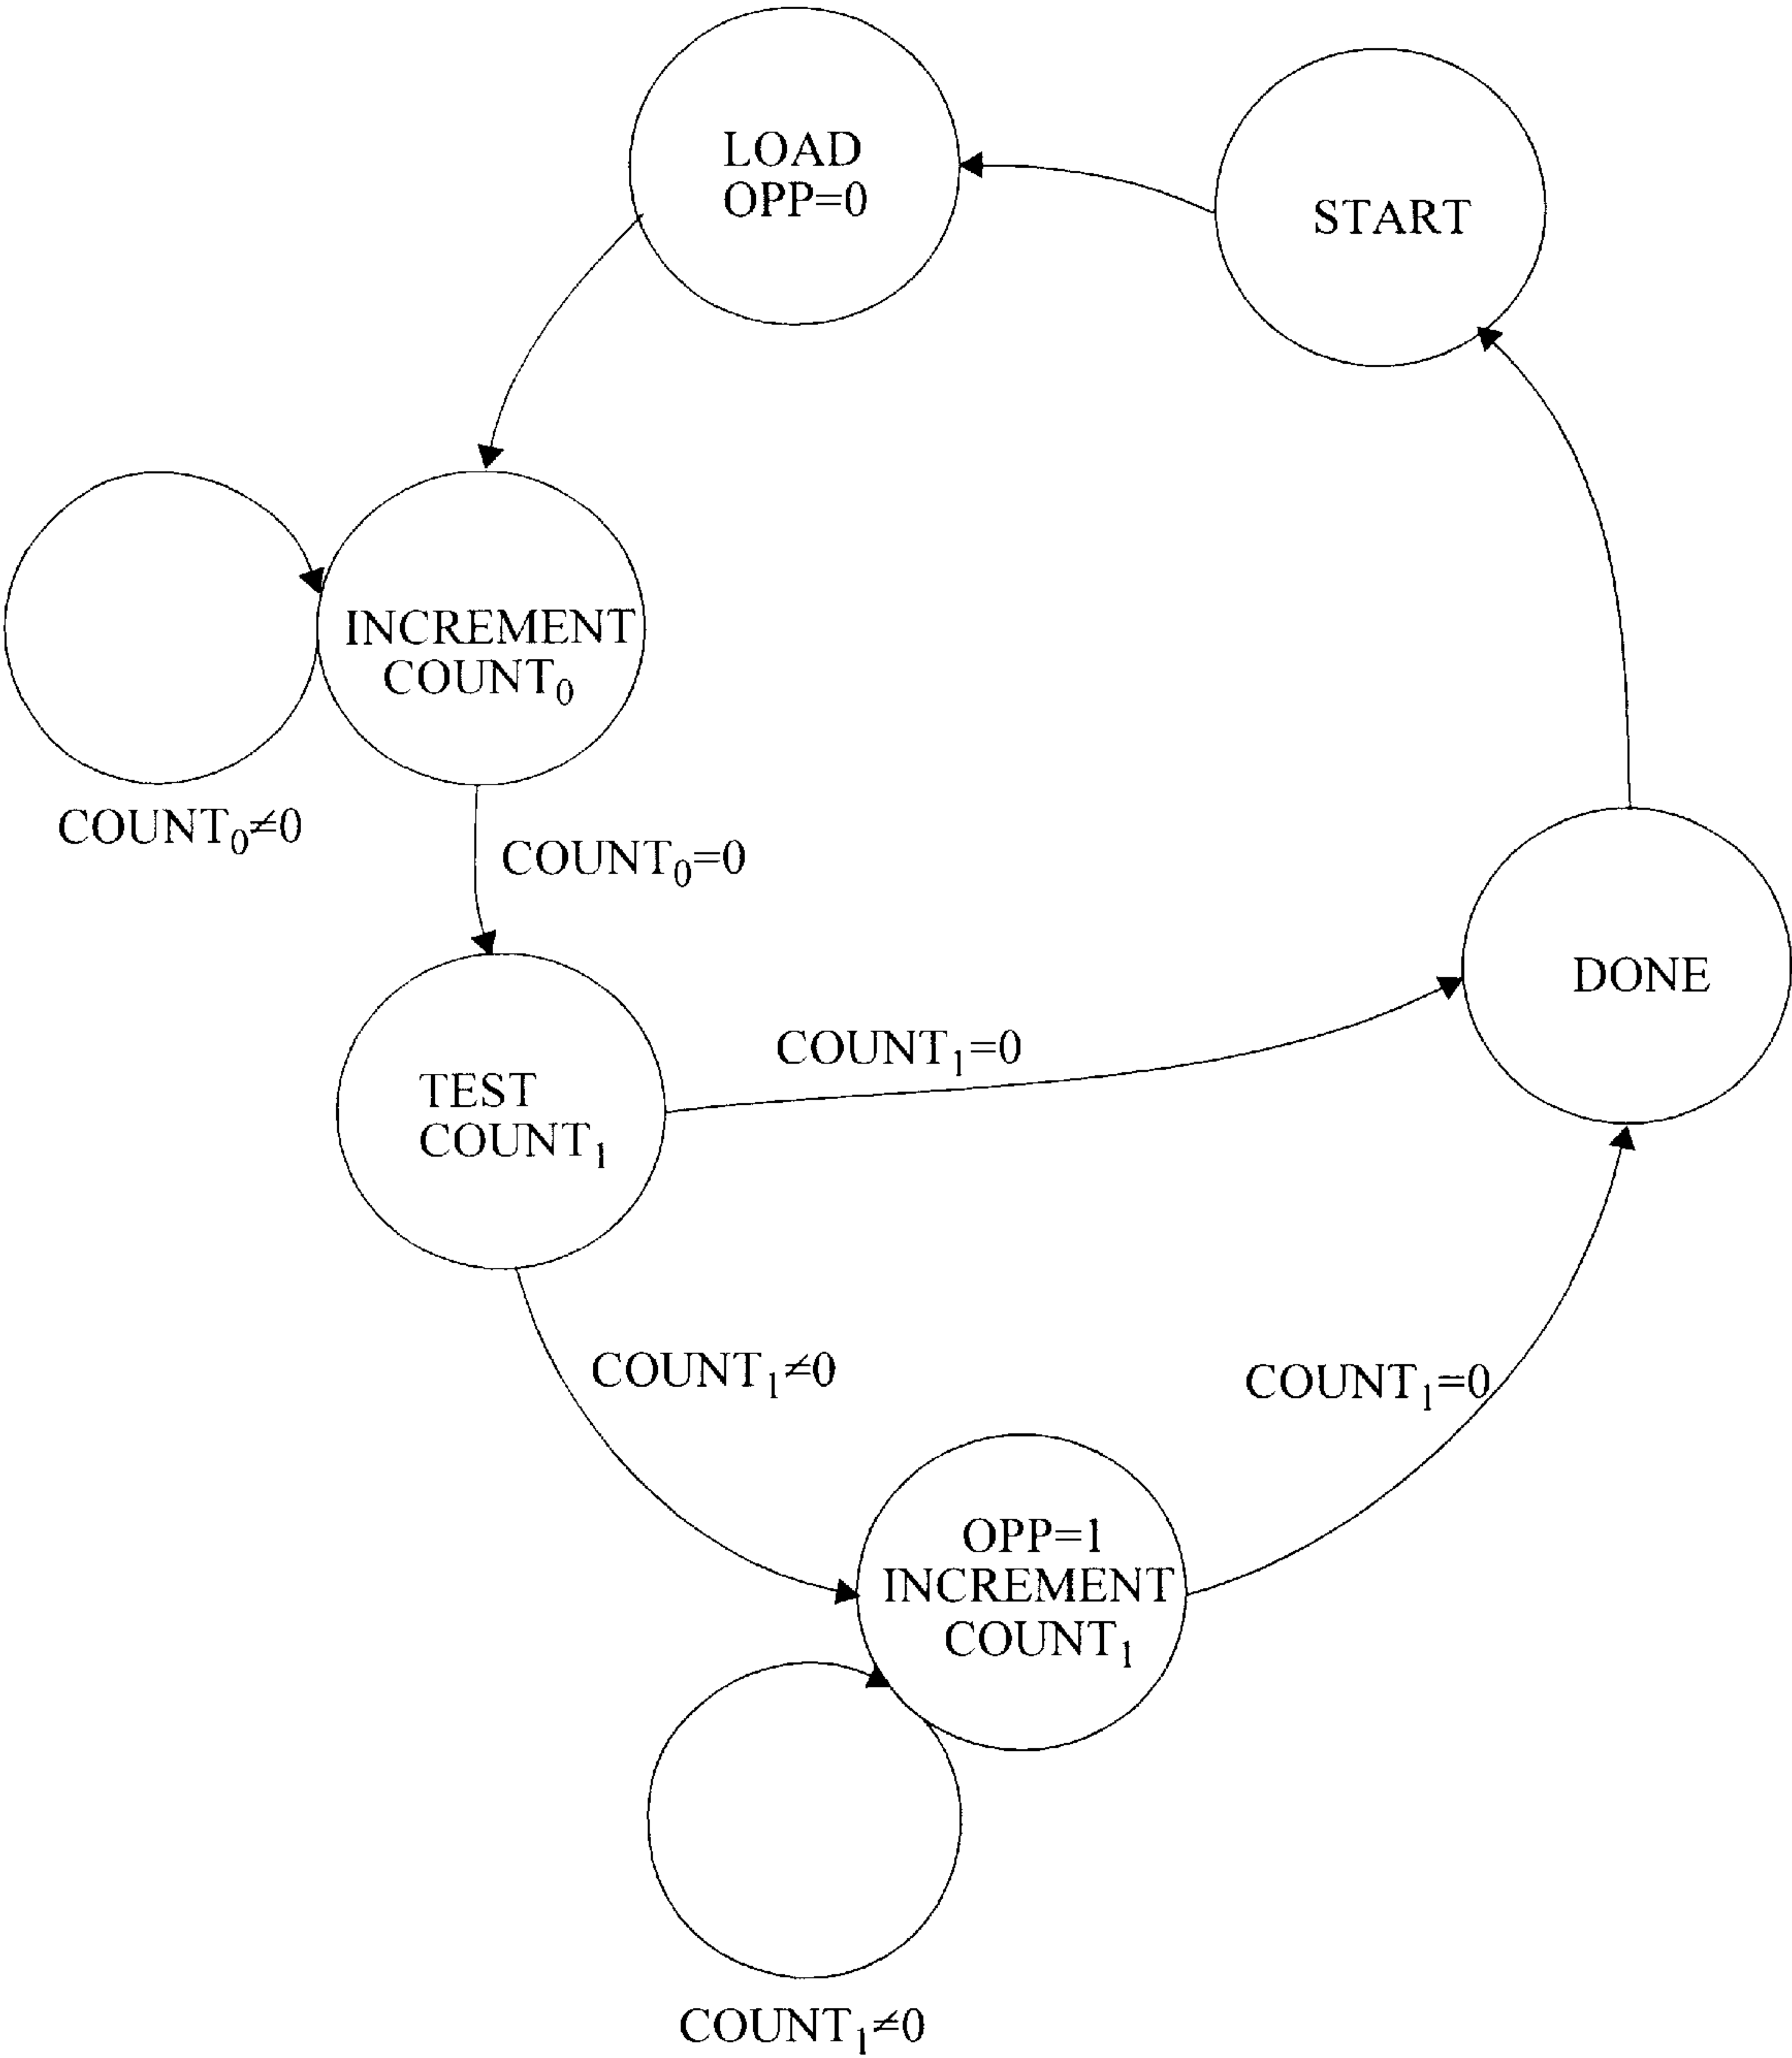 LOAD
OPP=0
START
INCREMENT
COUNT₀
COUNT₀≠0
COUNT₀=0
DONE
COUNT₁=0
TEST
COUNT₁
COUNT₁≠0
COUNT₁=0
OPP=1
INCREMENT
COUNT₁
COUNT₁≠0